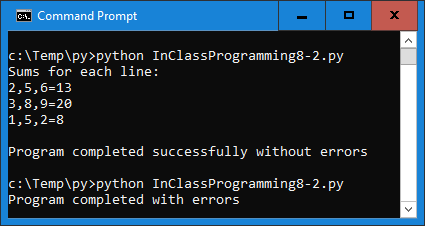 Command Prompt
c:\Temp\py>python InClassProgramming8-2.py
Sums for each line:
2,5,6=13
3,8,9=20
1,5,2=8
Program completed successfully without errors
c:\Temp\py>python InClassProgramming8-2.py
Program completed with errors